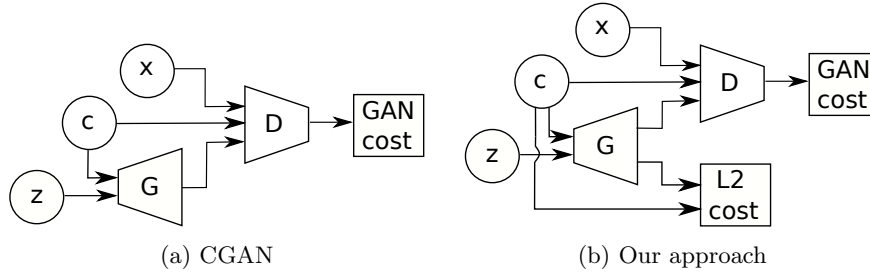 x
c
D
GAN
cost
G
z
(a) CGAN
x
c
D
GAN
cost
G
z
L2
cost
(b) Our approach